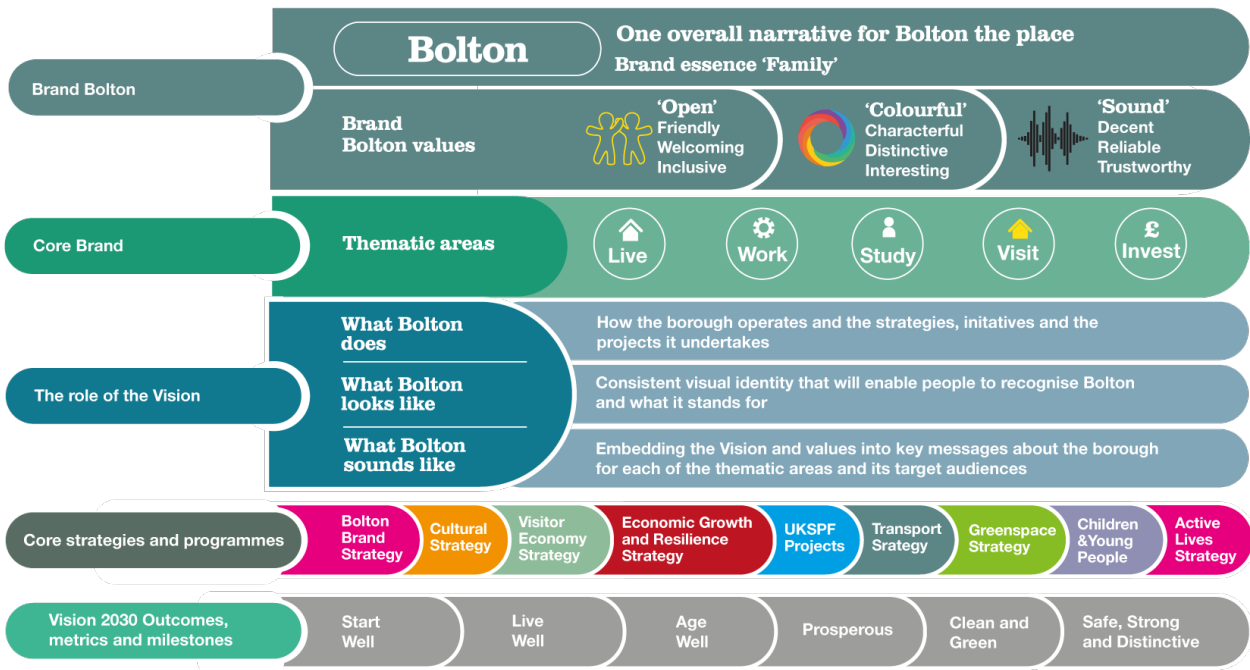 Brand Bolton
Bolton
One overall narrative for Bolton the place
Brand essence ‘Family’
Brand
Bolton values
‘Open’
Friendly
Welcoming
Inclusive
‘Colourful’
Characterful
Distinctive
Interesting
‘Sound’
Decent
Reliable
Trustworthy
Core Brand
Thematic areas
Live
Work
Study
Visit
£
Invest
The role of the Vision
What Bolton
does
How the borough operates and the strategies, initatives and the
projects it undertakes
What Bolton
looks like
Consistent visual identity that will enable people to recognise Bolton
and what it stands for
What Bolton
sounds like
Embedding the Vision and values into key messages about the borough
for each of the thematic areas and its target audiences
Core strategies and programmes
Bolton
Brand
Strategy
Cultural
Strategy
Visitor
Economy
Strategy
Economic Growth
and Resilience
Strategy
UKSPF
Projects
Transport
Srategy
Greenspace
Strategy
Children
&Young
People
Active
Lives
Strategy
Vision 2030 Outcomes,
metrics and milestones
Start
Well
Live
Well
Age
Well
Prosperous
Clean and
Green
Safe, Strong
and Distinctive